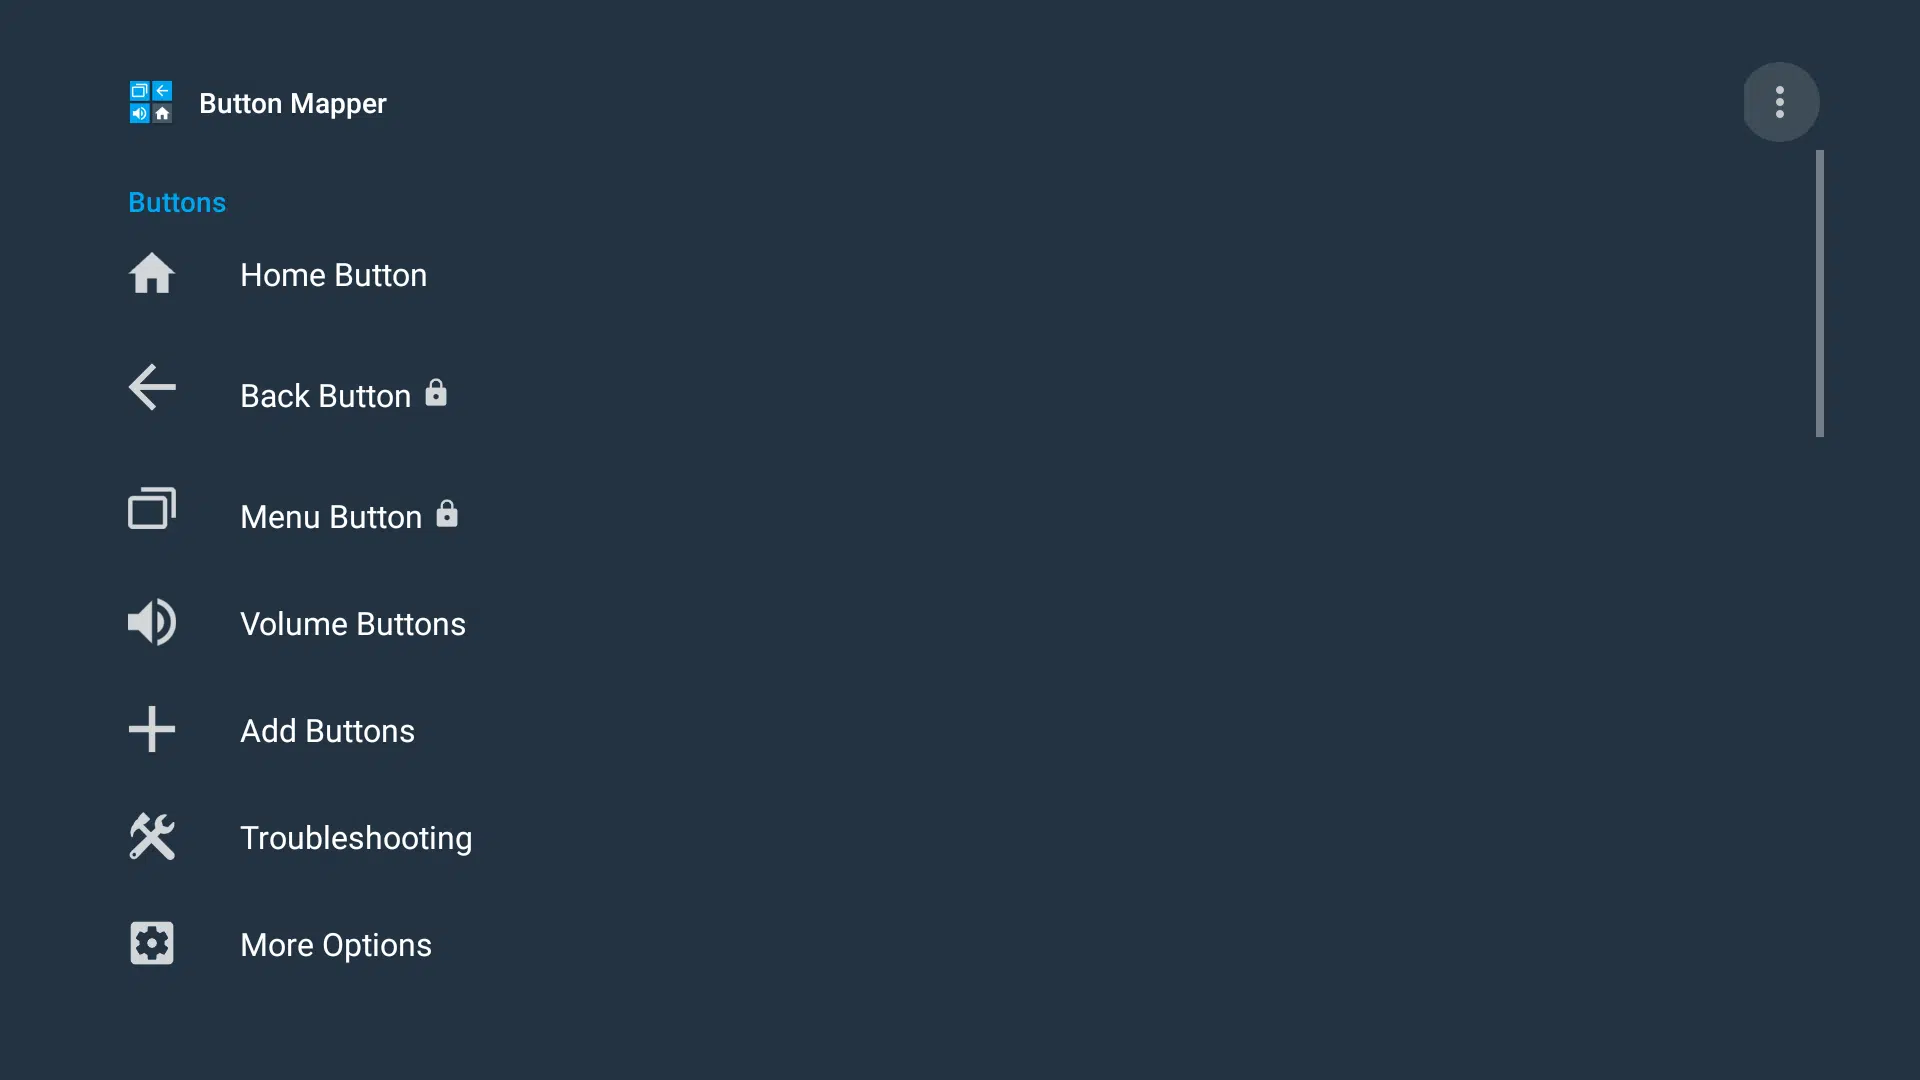 Button Mapper
Buttons
Home Button
Back Button
Menu Button
Volume Buttons
Add Buttons
Troubleshooting
More Options